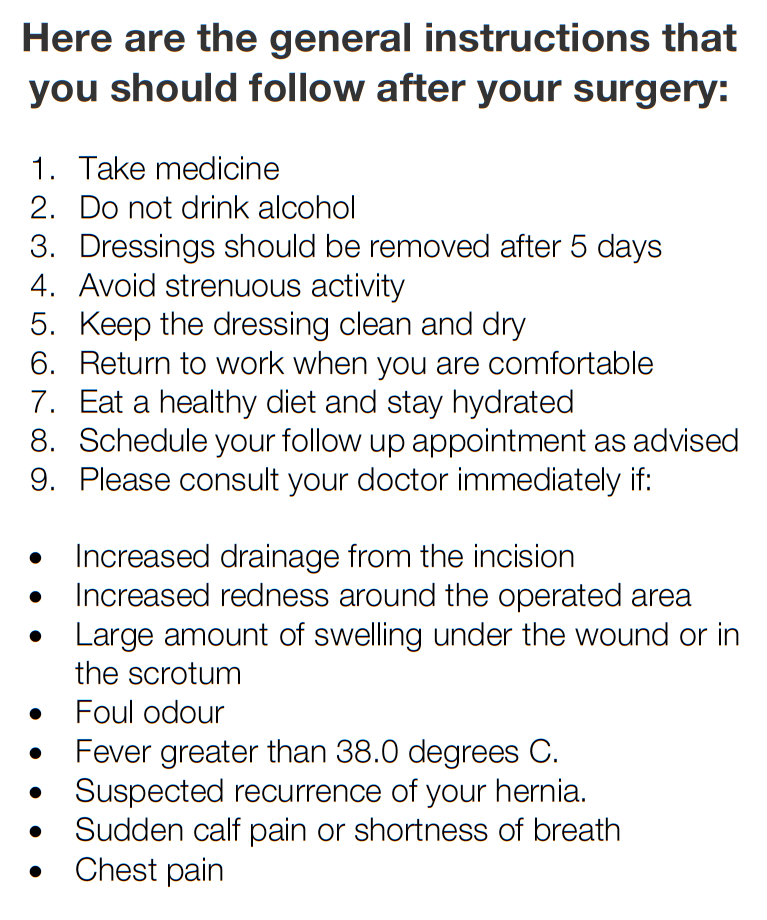 Here are the general instructions that
you should follow after your surgery:
1. Take medicine
2. Do not drink alcohol
3. Dressings should be removed after 5 days
4. Avoid strenuous activity
5. Keep the dressing clean and dry
6. Return to work when you are comfortable
7. Eat a healthy diet and stay hydrated
8. Schedule your follow up appointment as advised
9. Please consult your doctor immediately if:
• Increased drainage from the incision
• Increased redness around the operated area
• Large amount of swelling under the wound or in
the scrotum
• Foul odour
• Fever greater than 38.0 degrees C.
• Suspected recurrence of your hernia.
• Sudden calf pain or shortness of breath
• Chest pain